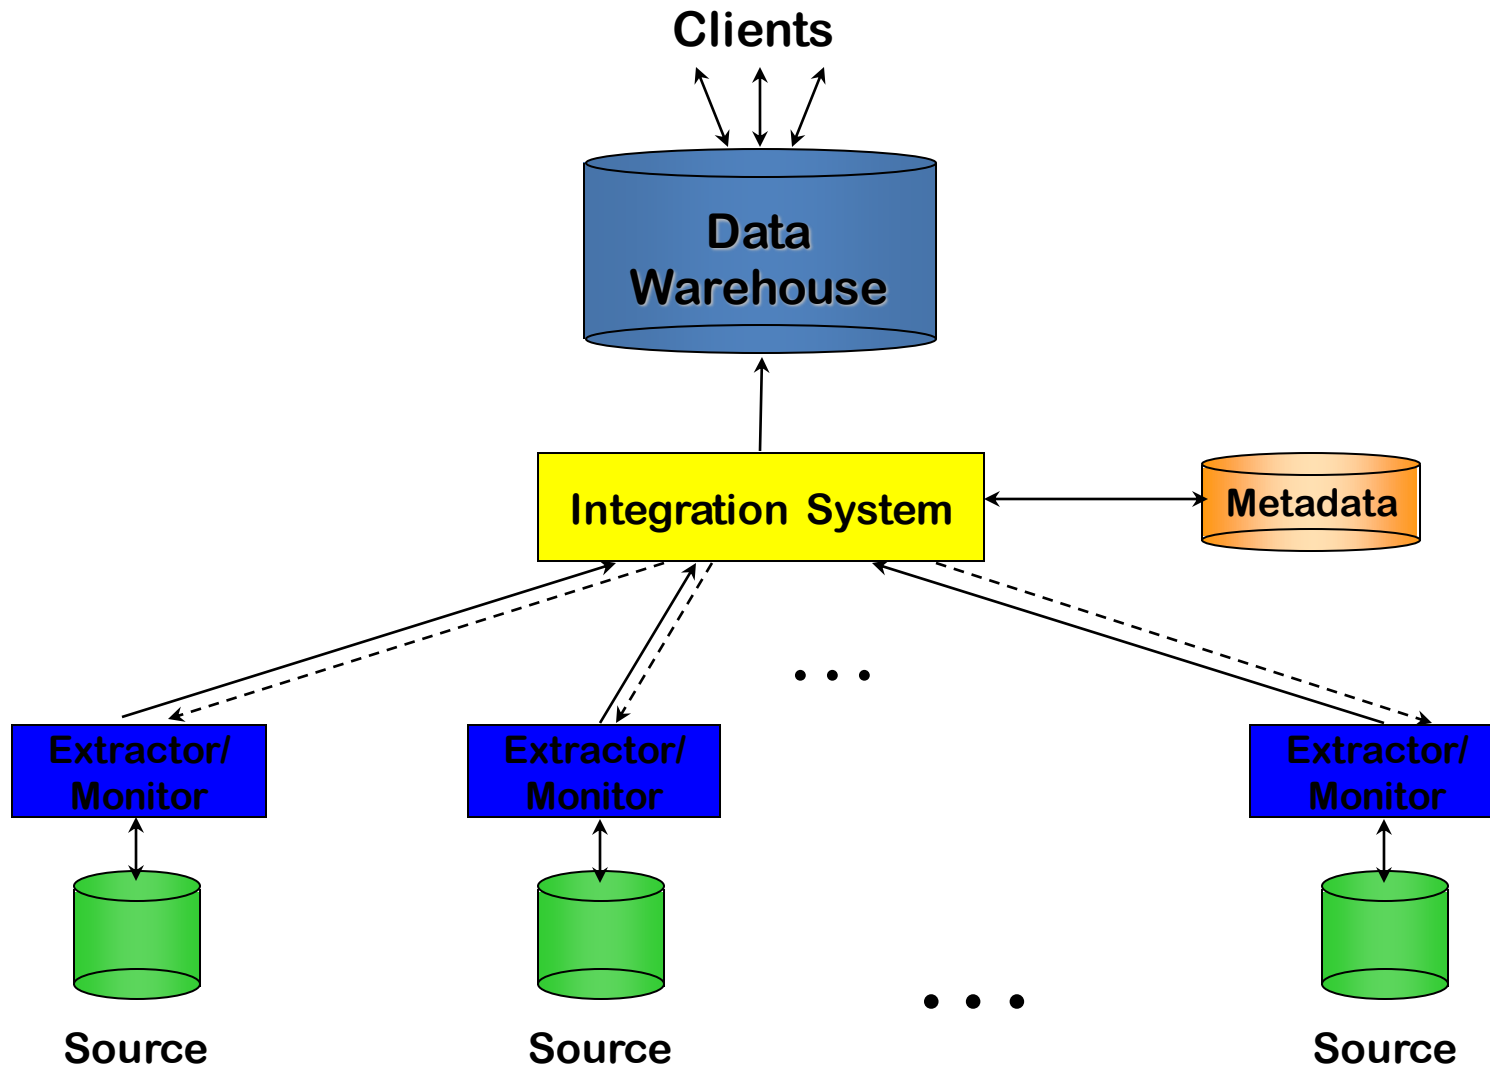 Clients
Data
Warehouse
Integration System
Metadata
. . .
Extractor/
Monitor
Extractor/
Monitor
Extractor/
Monitor
. . .
Source
Source
Source